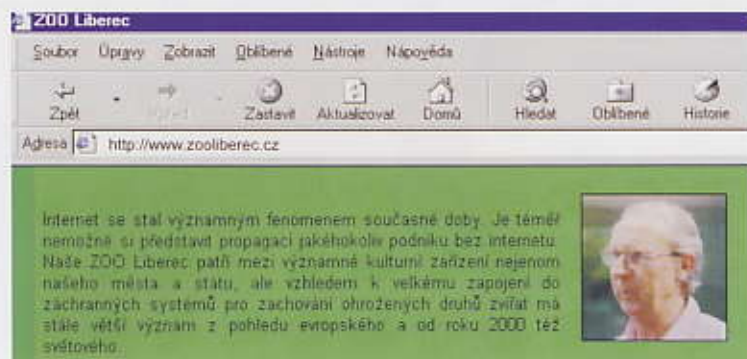 ZOO Liberec
Soubor Úpravy Zobrazit Oblíbené Nástroje Nápověda
Zpět Zastavit Aktualizovat Domů Hledat Oblíbené Historie
Adresa http://www.zooliberec.cz
Internet se stal významným fenomenem současné doby. Je téměř
nemožné si představit propagaci jakéhokoliv podniku bez internetu.
Naše ZOO Liberec patří mezi významné kulturní zařízení nejenom
našeho města a státu, ale vzhledem k velkému zapojení do
záchranných systémů pro zachování ohrožených druhů zvířat má
stále větší význam z pohledu evropského a od roku 2000 též
světového.